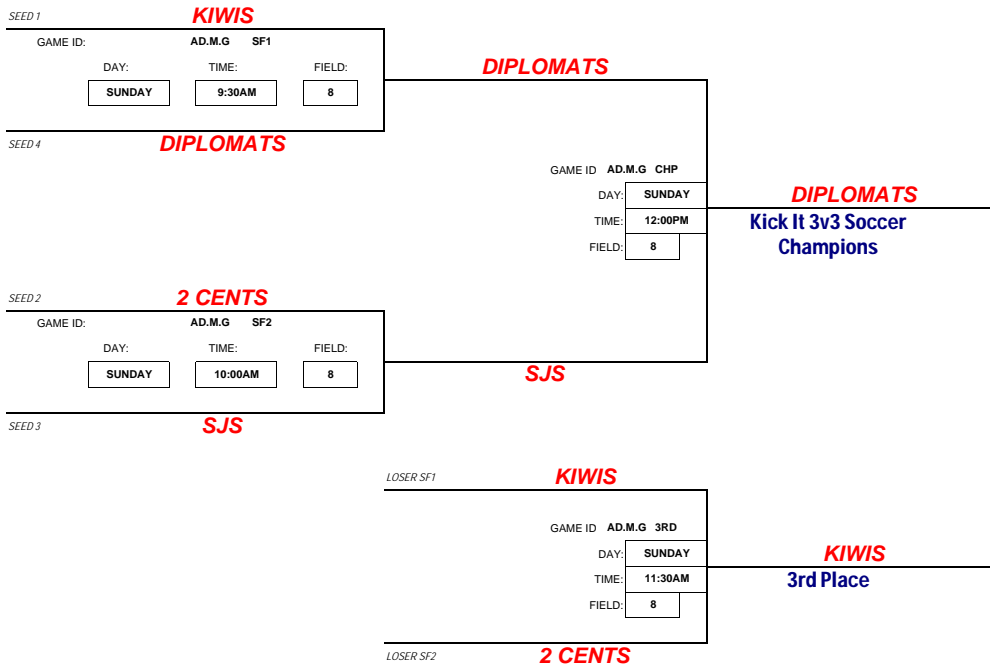 SEED 1 KIWIS
GAME ID: AD.M.G SF1
DAY: TIME: FIELD:
SUNDAY 9:30AM 8
DIPLOMATS
SEED 4 DIPLOMATS
GAME ID AD.M.G CHP
DAY: SUNDAY
TIME: 12:00PM
FIELD: 8
DIPLOMATS
Kick It 3v3 Soccer
Champions
SEED 2 2 CENTS
GAME ID: AD.M.G SF2
DAY: TIME: FIELD:
SUNDAY 10:00AM 8
SJS
SEED 3 SJS
LOSER SF1 KIWIS
GAME ID AD.M.G 3RD
DAY: SUNDAY
TIME: 11:30AM
FIELD: 8
KIWIS
3rd Place
LOSER SF2 2 CENTS